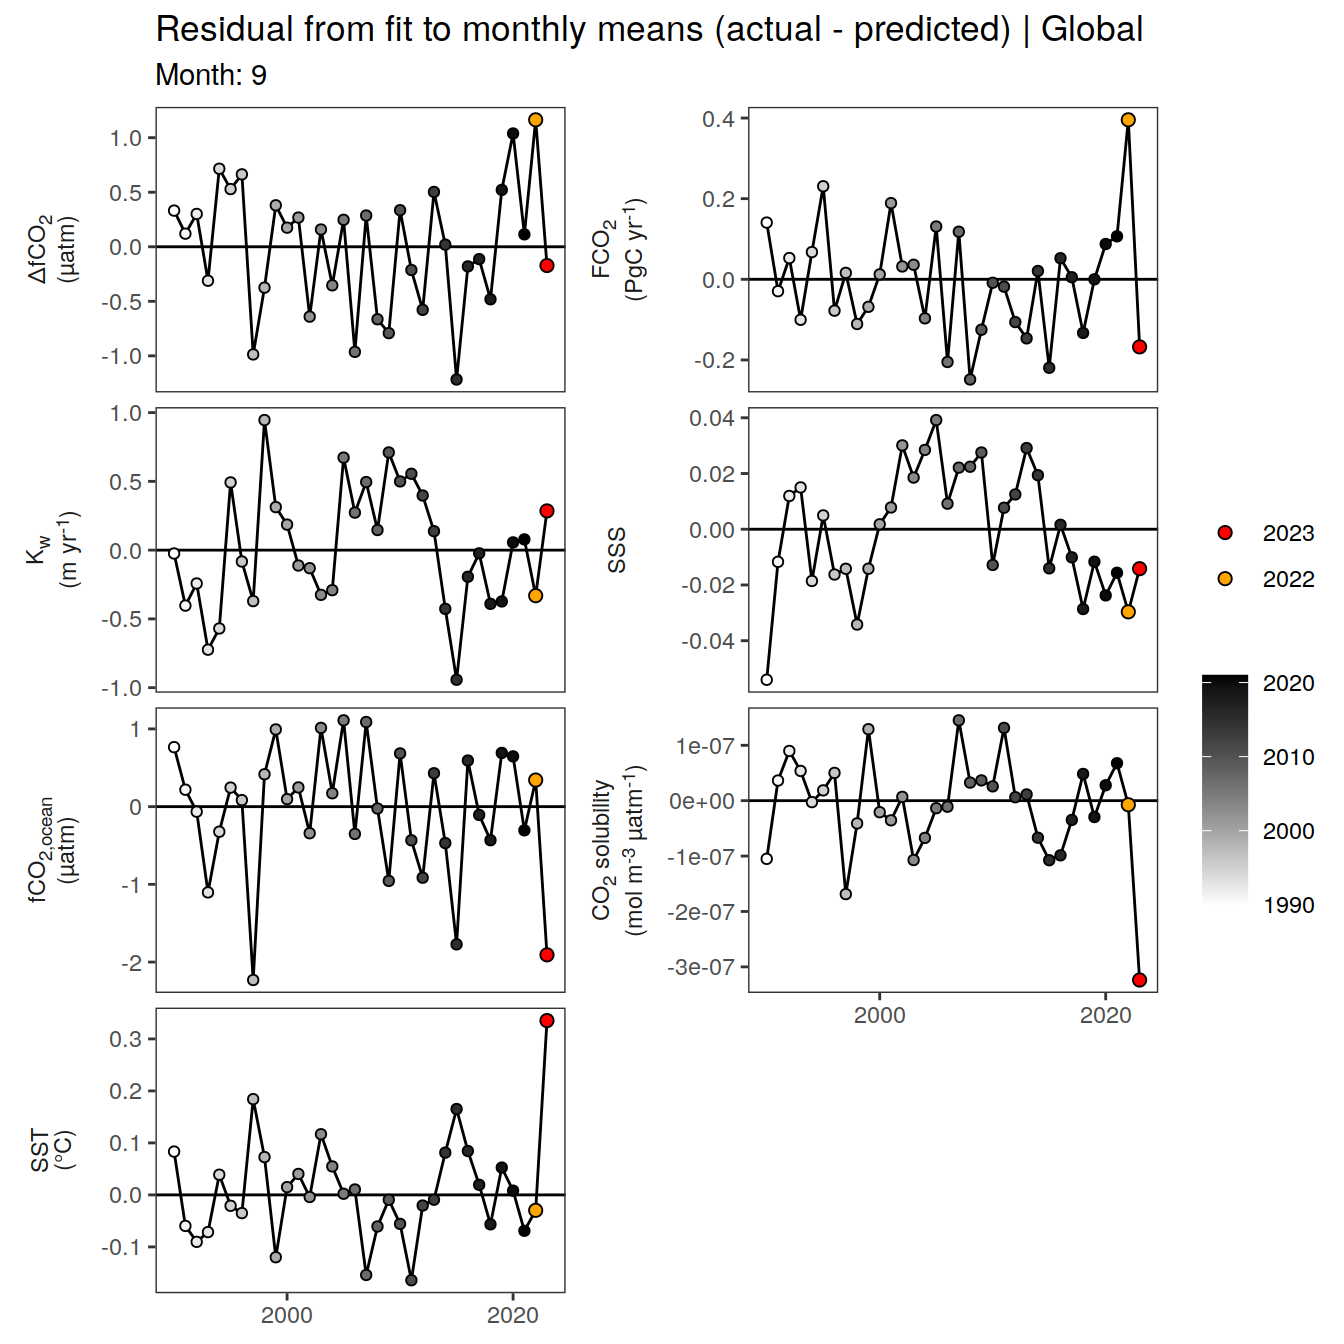 Residual from fit to monthly means (actual - predicted) | Global
Month: 9
ΔfCO₂
(µatm)
1.0
0.5
0.0
-0.5
-1.0
FCO₂
(PgC yr⁻¹)
0.4
0.2
0.0
-0.2
K_w
(m yr⁻¹)
1.0
0.5
0.0
-0.5
-1.0
SSS
0.04
0.02
0.00
-0.02
-0.04
fCO₂,ocean
(µatm)
1
0
-1
-2
CO₂ solubility
(mol m⁻³ µatm⁻¹)
1e-07
0e+00
-1e-07
-2e-07
-3e-07
2000
2020
SST
(°C)
0.3
0.2
0.1
0.0
-0.1
2000
2020
2023
2022
2020
2010
2000
1990